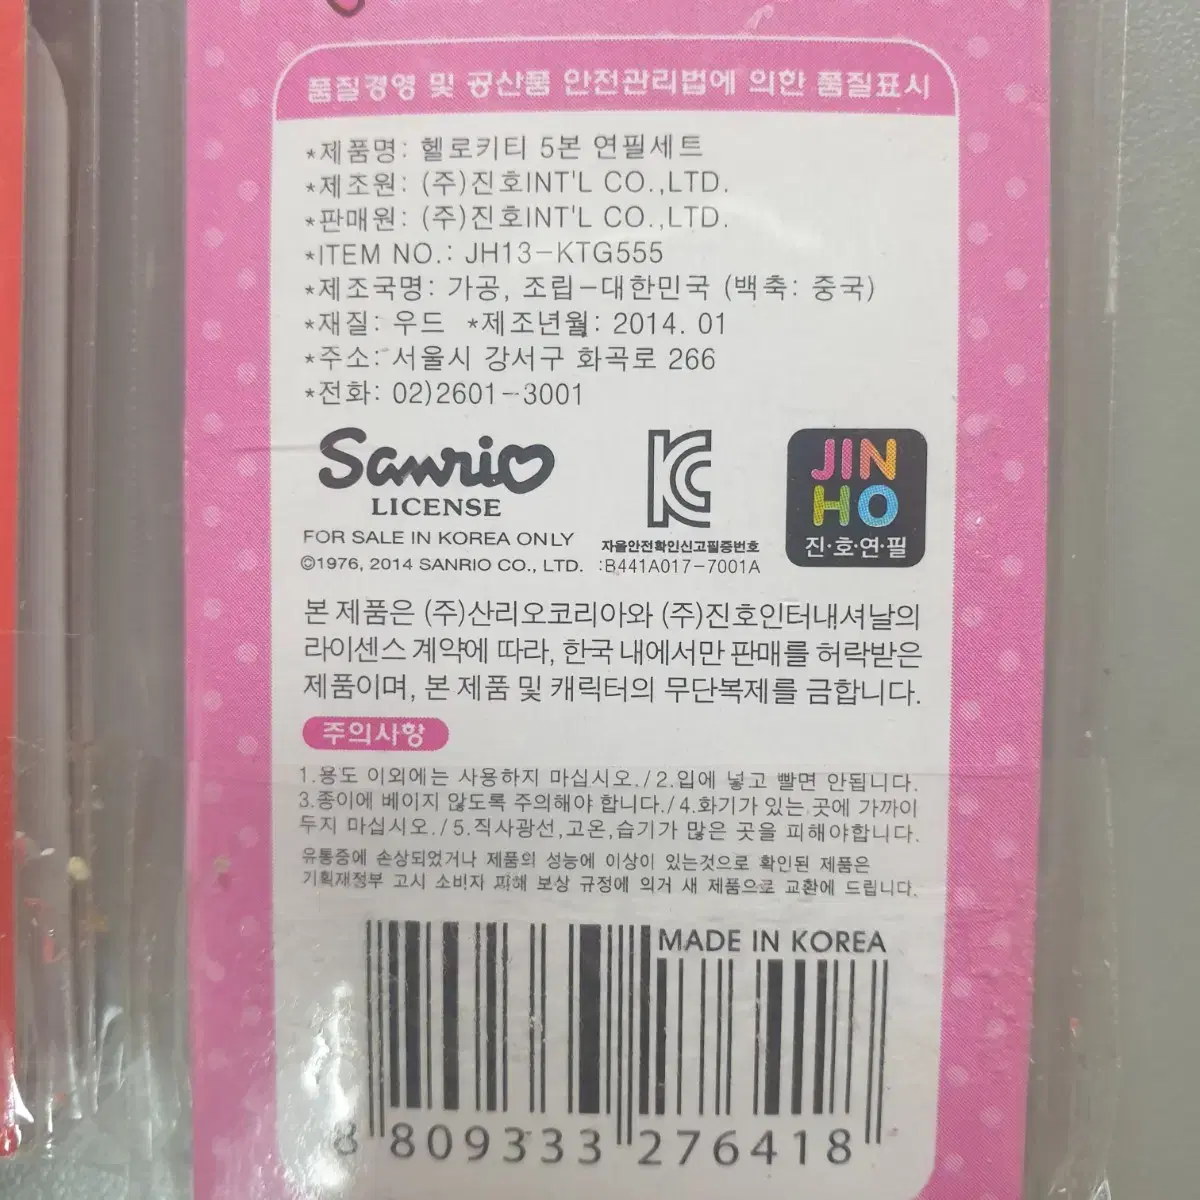 품질경영 및 공산품 안전관리법에 의한 품질표시
*제품명: 헬로키티 5본 연필세트
*제조원: (주)진호INT'L CO.,LTD.
*판매원: (주)진호INT'L CO.,LTD.
*ITEM NO.: JH13-KTG555
*제조국명: 가공, 조립-대한민국 (백축: 중국)
*재질: 우드 *제조년월: 2014. 01
*주소: 서울시 강서구 화곡로 266
*전화: 02)2601-3001
Sanrio
LICENSE
FOR SALE IN KOREA ONLY
©1976, 2014 SANRIO CO., LTD.
자율안전확인신고필증번호
:B441A017-7001A
JIN
HO
진·호·연·필
본 제품은 (주)산리오코리아와 (주)진호인터내셔날의
라이센스 계약에 따라, 한국 내에서만 판매를 허락받은
제품이며, 본 제품 및 캐릭터의 무단복제를 금합니다.
주의사항
1.용도 이외에는 사용하지 마십시오./2.입에 넣고 빨면 안됩니다.
3.종이에 베이지 않도록 주의해야 합니다./4.화기가 있는 곳에 가까이
두지 마십시오./5.직사광선,고온,습기가 많은 곳을 피해야합니다.
유통중에 손상되었거나 제품의 성능에 이상이 있는것으로 확인된 제품은
기획재정부 고시 소비자 피해 보상 규정에 의거 새 제품으로 교환에 드립니다.
MADE IN KOREA
8 809333 276418